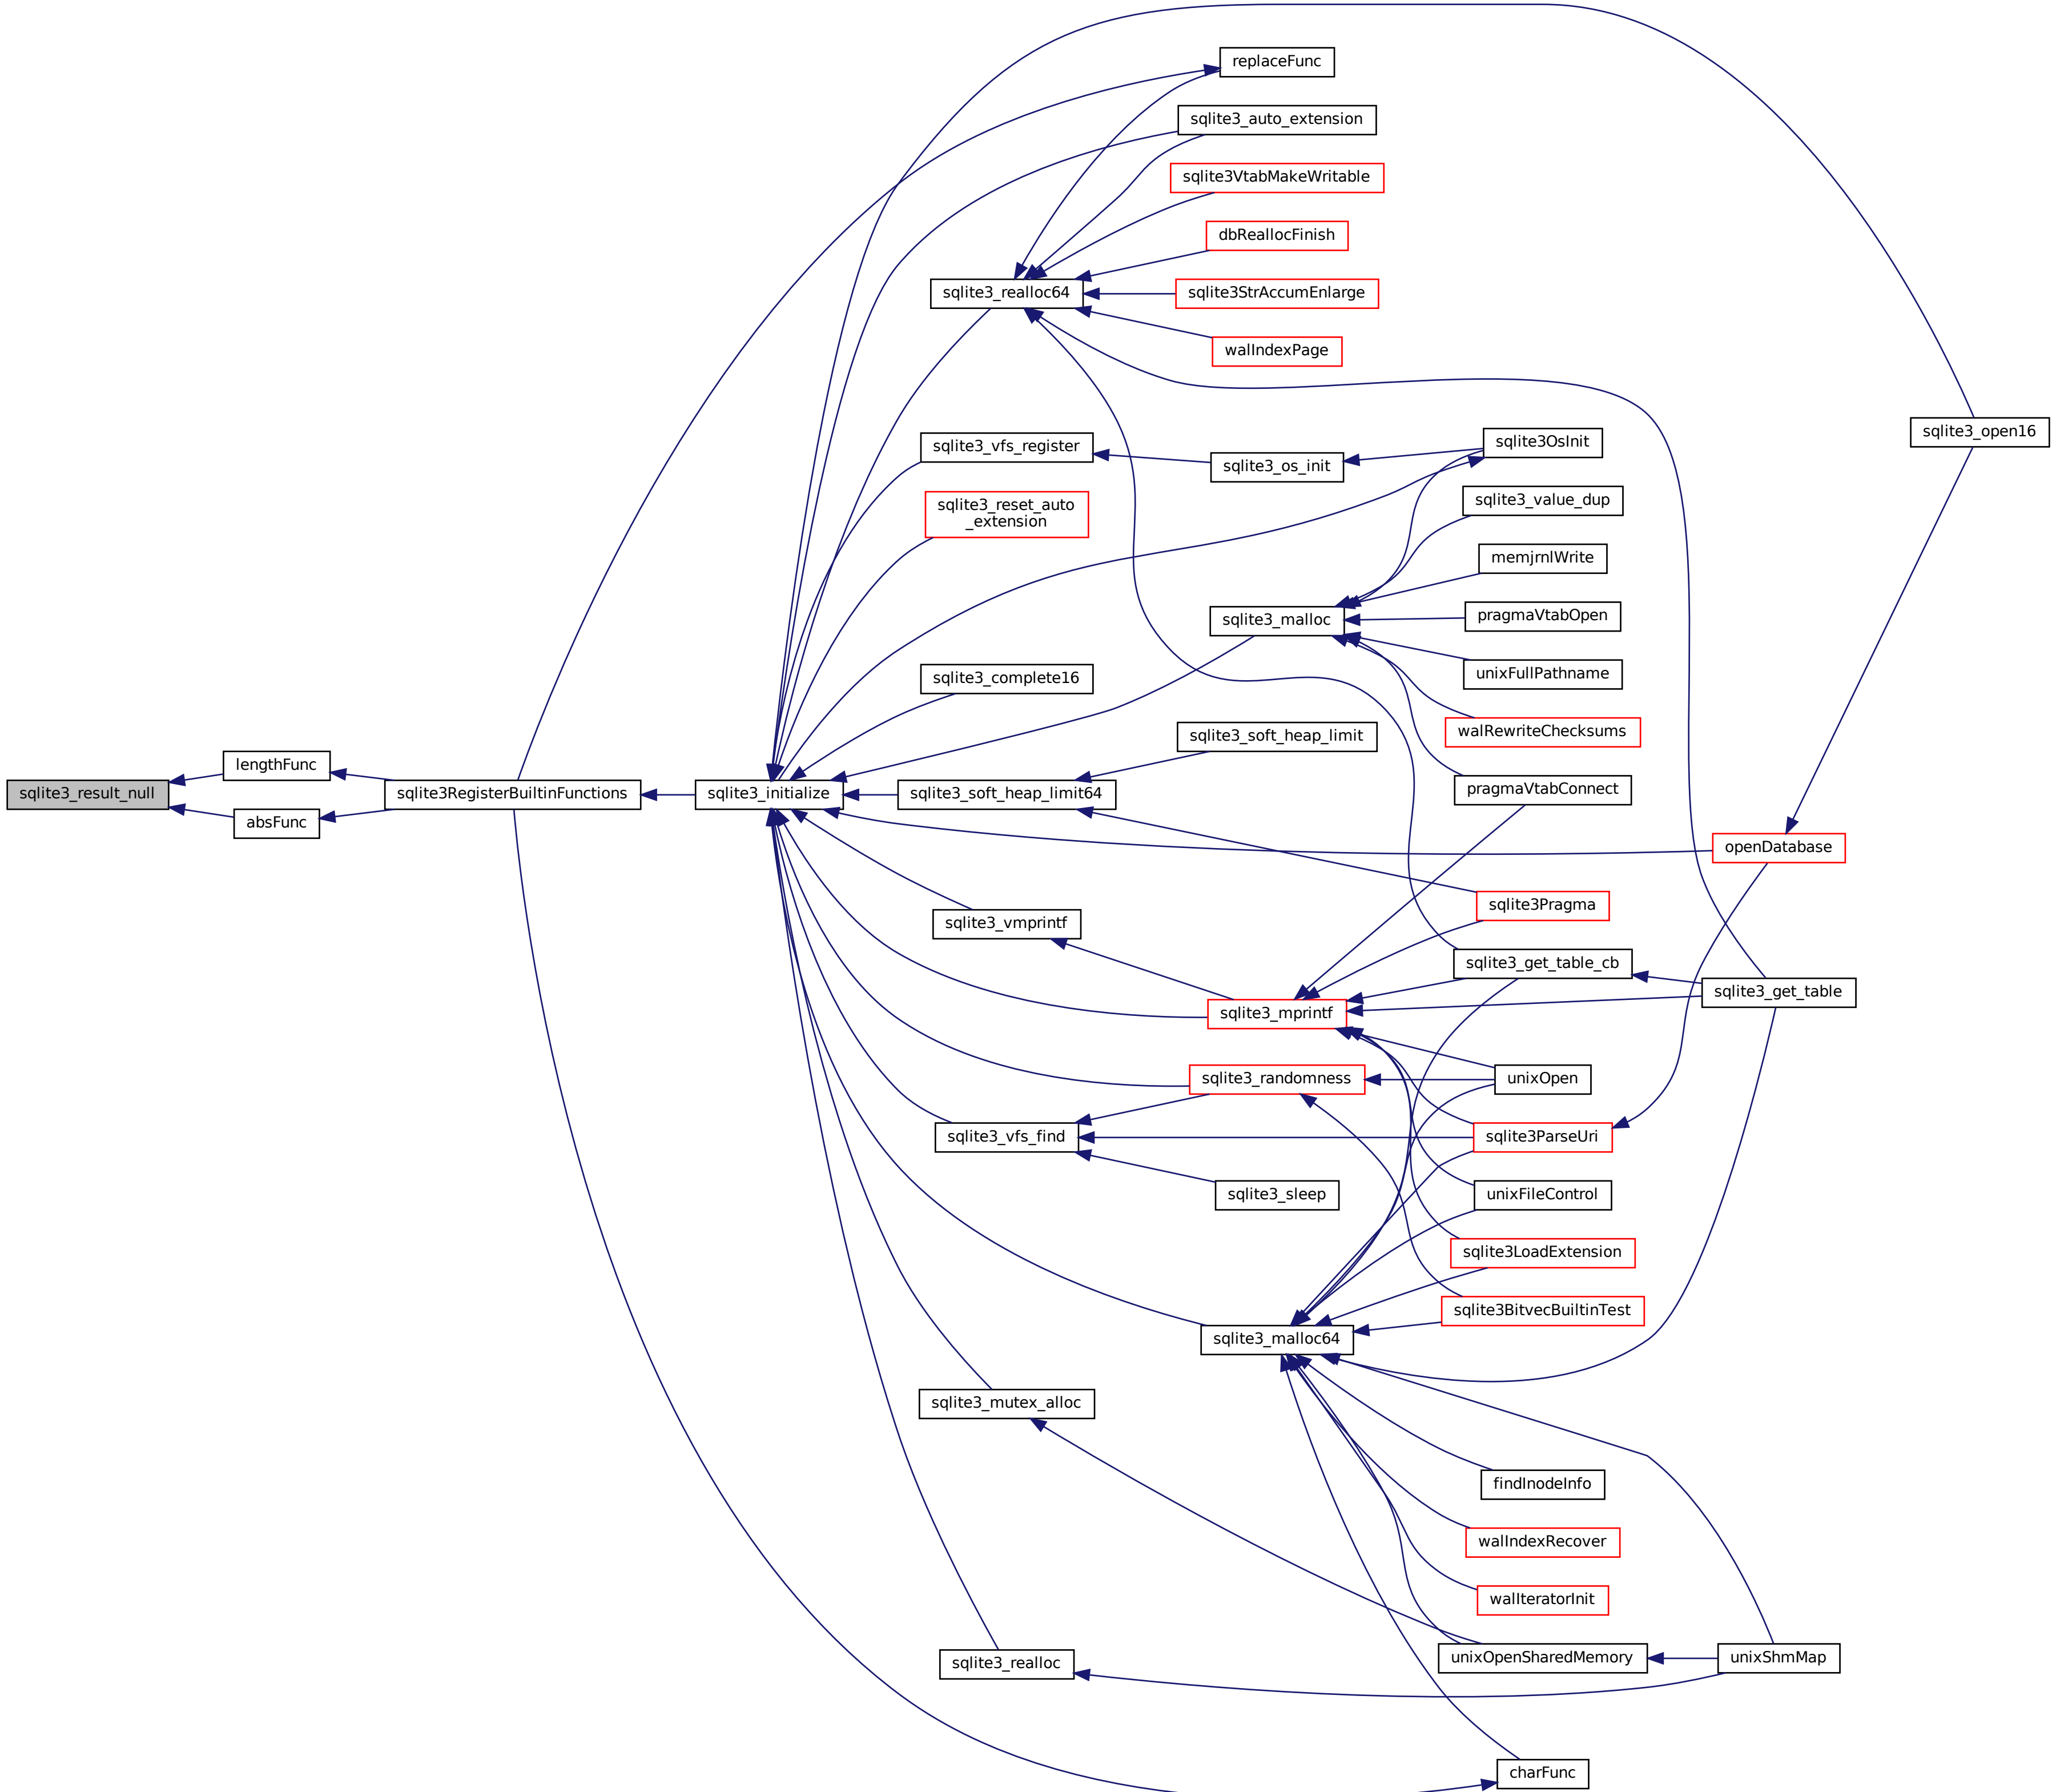 replaceFunc
sqlite3_auto_extension
sqlite3VtabMakeWritable
dbReallocFinish
sqlite3_realloc64
sqlite3StrAccumEnlarge
walIndexPage
sqlite3_open16
sqlite3_vfs_register
sqlite3OsInit
sqlite3_os_init
sqlite3_value_dup
sqlite3_reset_auto
_extension
memjrnlWrite
sqlite3_malloc
pragmaVtabOpen
sqlite3_complete16
unixFullPathname
walRewriteChecksums
sqlite3_soft_heap_limit
lengthFunc
sqlite3_result_null
sqlite3RegisterBuiltinFunctions
sqlite3_initialize
sqlite3_soft_heap_limit64
pragmaVtabConnect
absFunc
openDatabase
sqlite3Pragma
sqlite3_vmprintf
sqlite3_get_table_cb
sqlite3_get_table
sqlite3_mprintf
sqlite3_randomness
unixOpen
sqlite3_vfs_find
sqlite3ParseUri
sqlite3_sleep
unixFileControl
sqlite3LoadExtension
sqlite3BitvecBuiltinTest
sqlite3_malloc64
sqlite3_mutex_alloc
findInodeInfo
walIndexRecover
walIteratorInit
sqlite3_realloc
unixOpenSharedMemory
unixShmMap
charFunc